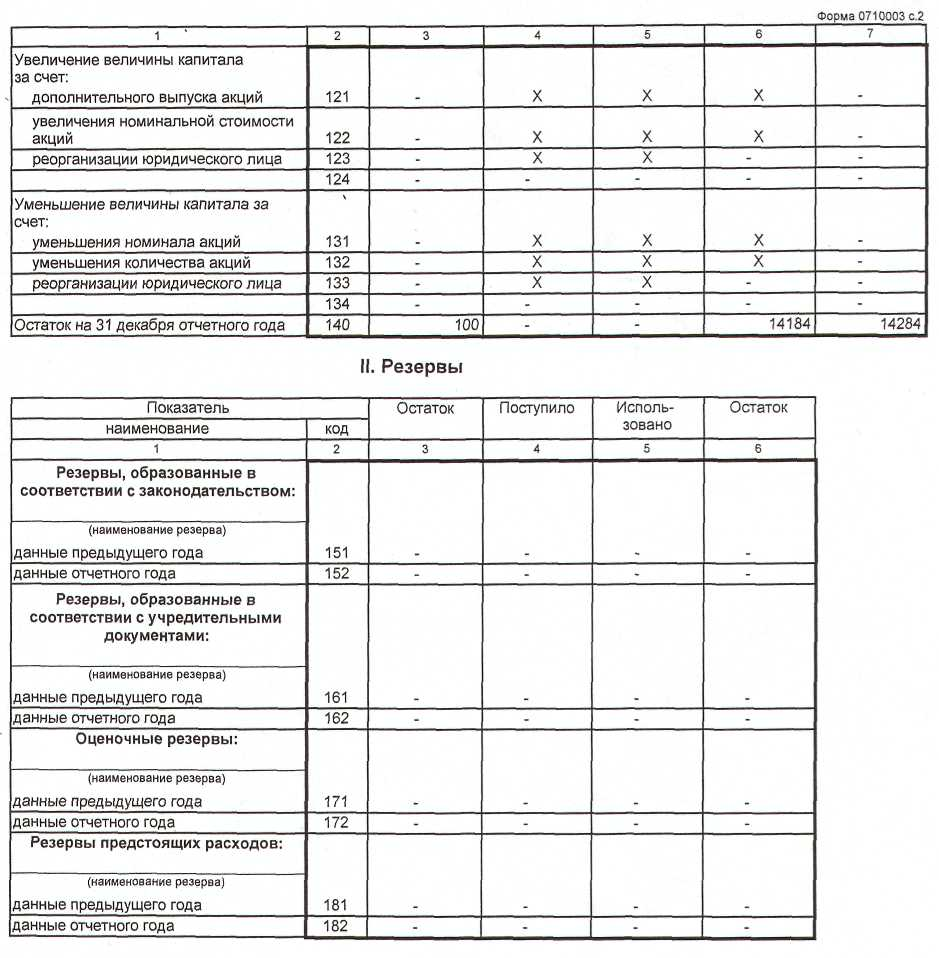 Форма 0710003 с.2
1 2 3 4 5 6 7
Увеличение величины капитала
за счет:
дополнительного выпуска акций 121 - X X X -
увеличения номинальной стоимости
акций 122 - X X X -
реорганизации юридического лица 123 - X X - -
124 - - - - -
Уменьшение величины капитала за
счет:
уменьшения номинала акций 131 - X X X -
уменьшения количества акций 132 - X X X -
реорганизации юридического лица 133 - X X - -
134 - - - - -
Остаток на 31 декабря отчетного года 140 100 - - 14184 14284
II. Резервы
Показатель Остаток Поступило Исполь- Остаток
наименование код зовано
1 2 3 4 5 6
Резервы, образованные в
соответствии с законодательством:
(наименование резерва)
данные предыдущего года 151 - - - -
данные отчетного года 152 - - - -
Резервы, образованные в
соответствии с учредительными
документами:
(наименование резерва)
данные предыдущего года 161 - - - -
данные отчетного года 162 - - - -
Оценочные резервы:
(наименование резерва)
данные предыдущего года 171 - - - -
данные отчетного года 172 - - - -
Резервы предстоящих расходов:
(наименование резерва)
данные предыдущего года 181 - - - -
данные отчетного года 182 - - - -